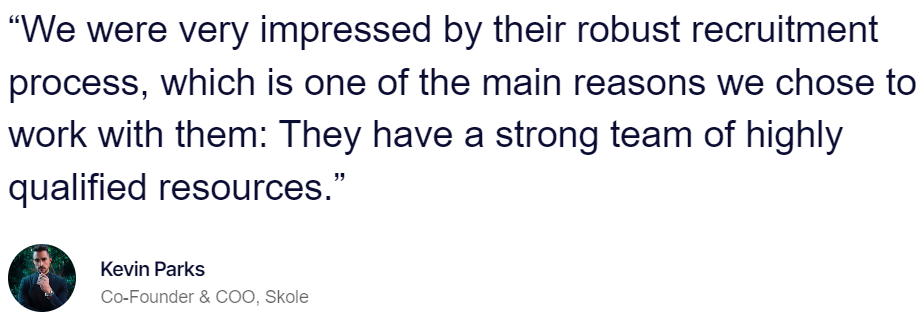 “We were very impressed by their robust recruitment
process, which is one of the main reasons we chose to
work with them: They have a strong team of highly
qualified resources.”
Kevin Parks
Co-Founder & COO, Skole